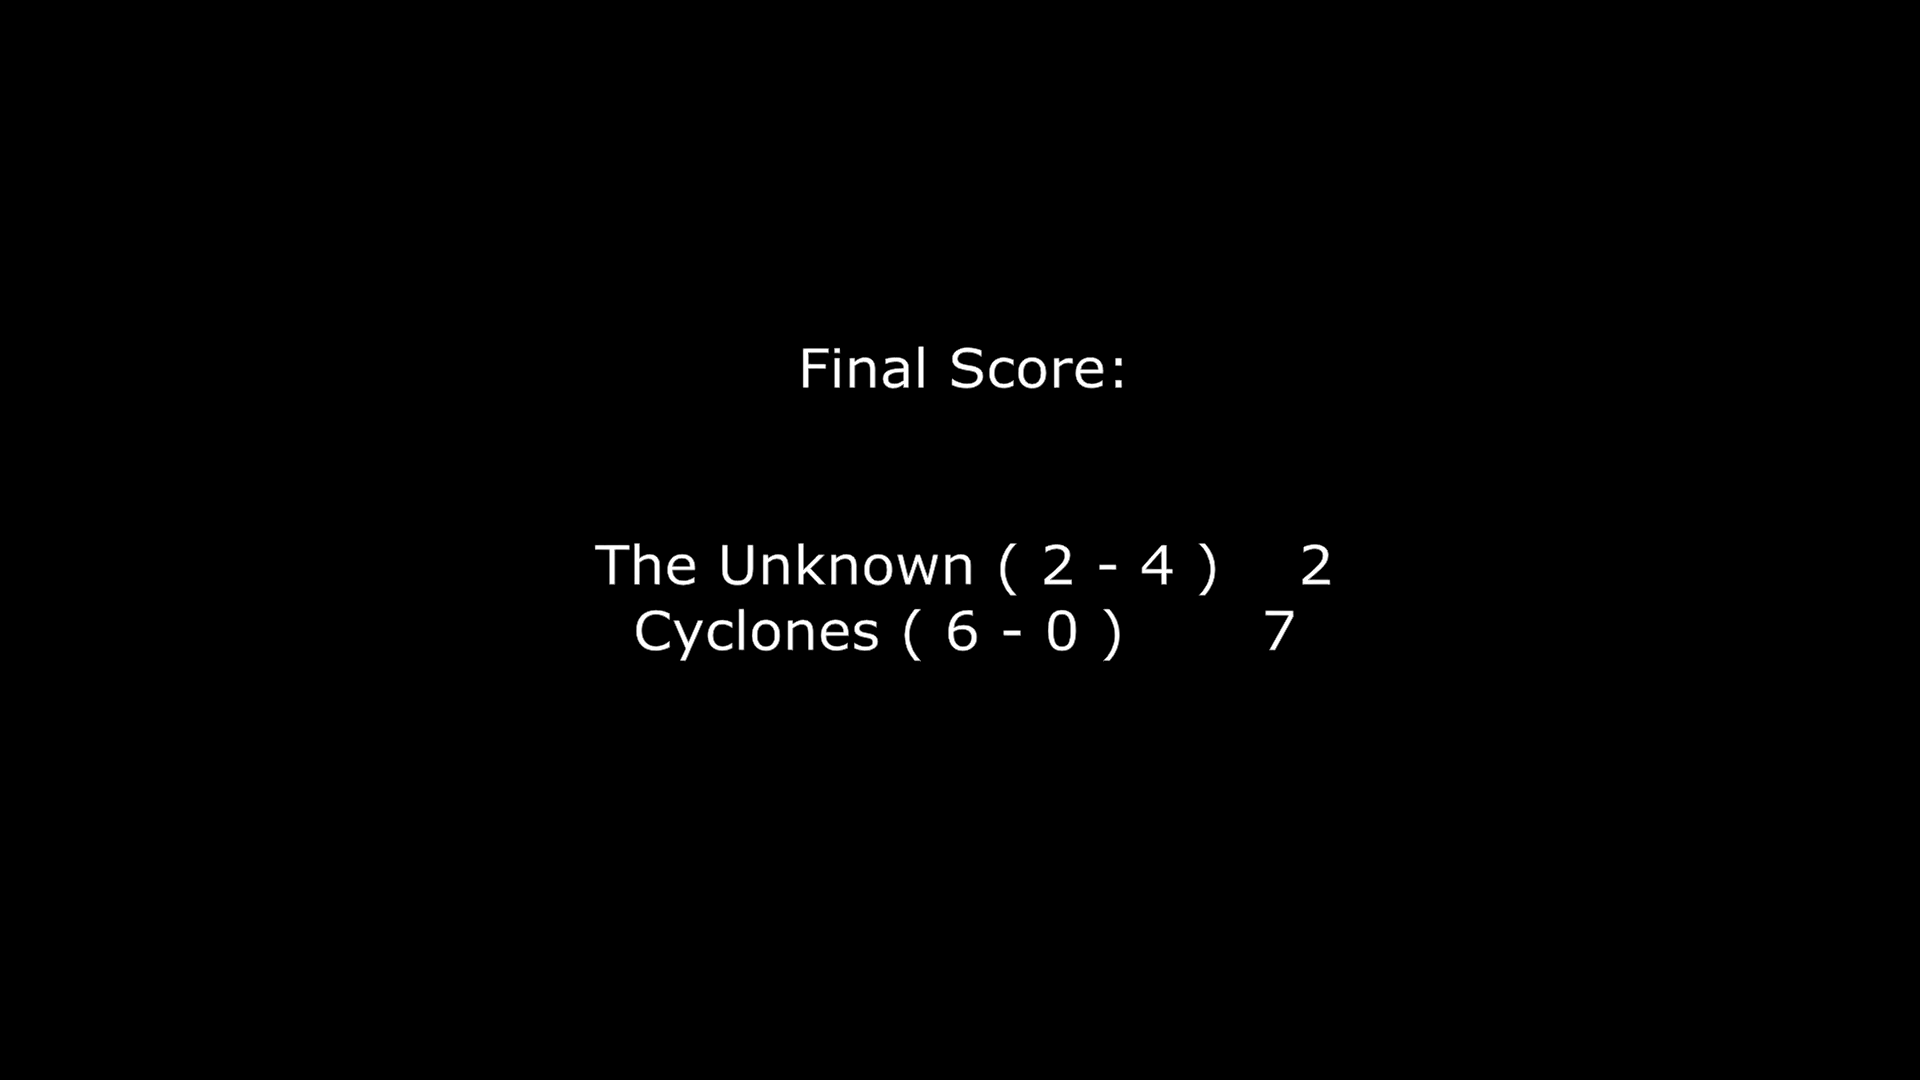 Final Score:
The Unknown ( 2 - 4 ) 2
Cyclones ( 6 - 0 ) 7